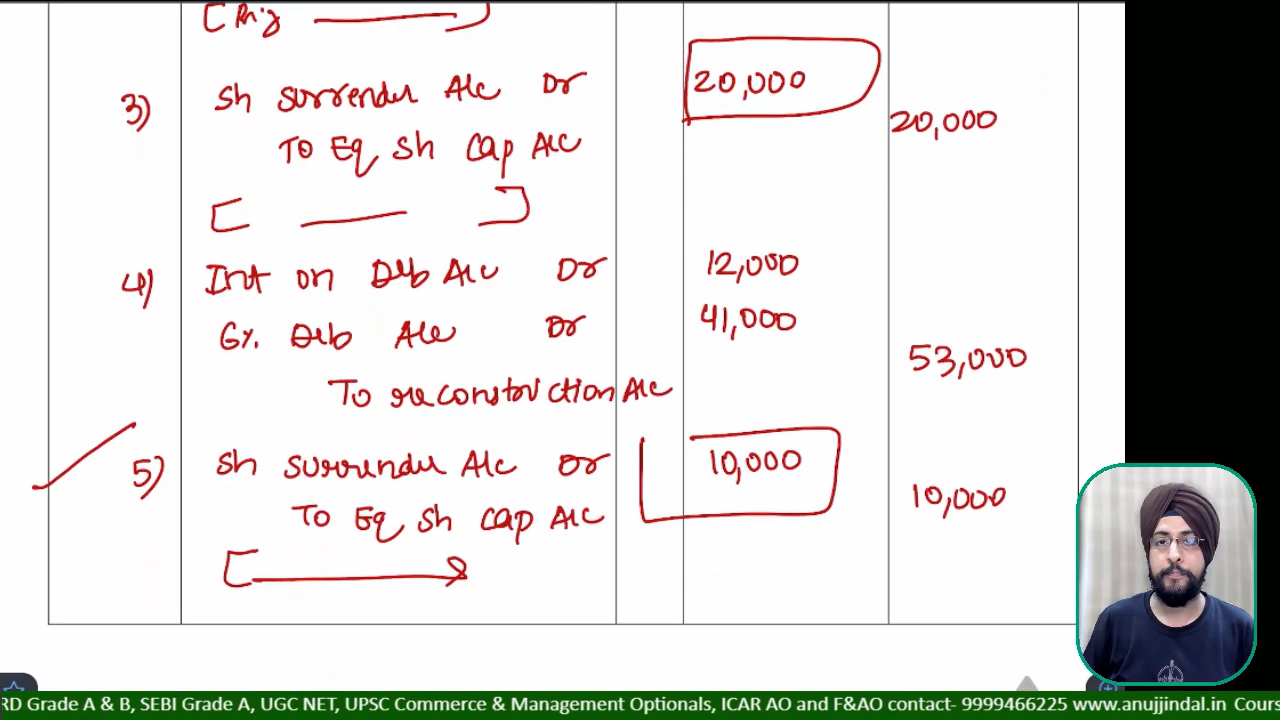 [Being ]
3) Sh surrender A/c Dr 20,000
To Eq Sh Cap A/c 20,000
4) Int on Deb A/c Dr 12,000
6% Deb A/c Dr 41,000
To reconstruction A/c 53,000
5) Sh surrender A/c Dr 10,000
To Eq Sh Cap A/c 10,000
RD Grade A & B, SEBI Grade A, UGC NET, UPSC Commerce & Management Optionals, ICAR AO and F&AO contact- 9999466225 www.anujjindal.in Cours